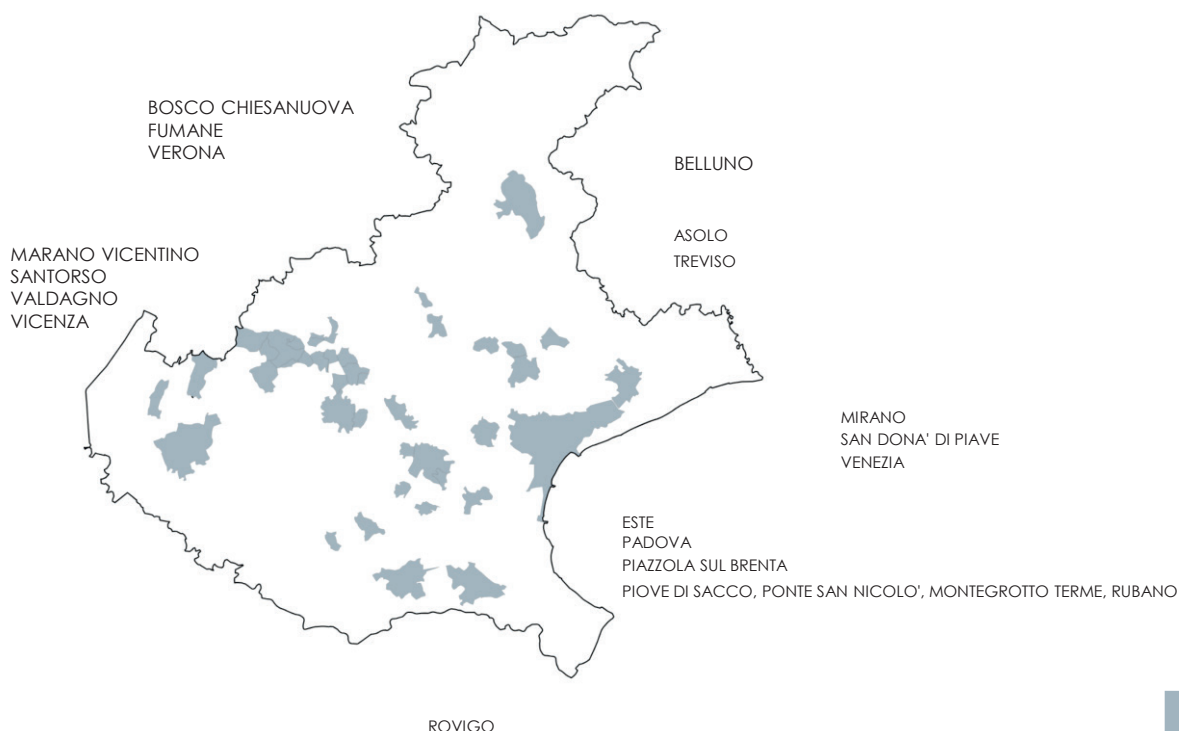 BOSCO CHIESANUOVA
FUMANE
VERONA
BELLUNO
ASOLO
TREVISO
MARANO VICENTINO
SANTORSO
VALDAGNO
VICENZA
MIRANO
SAN DONA' DI PIAVE
VENEZIA
ESTE
PADOVA
PIAZZOLA SUL BRENTA
PIOVE DI SACCO, PONTE SAN NICOLO', MONTEGROTTO TERME, RUBANO
ROVIGO